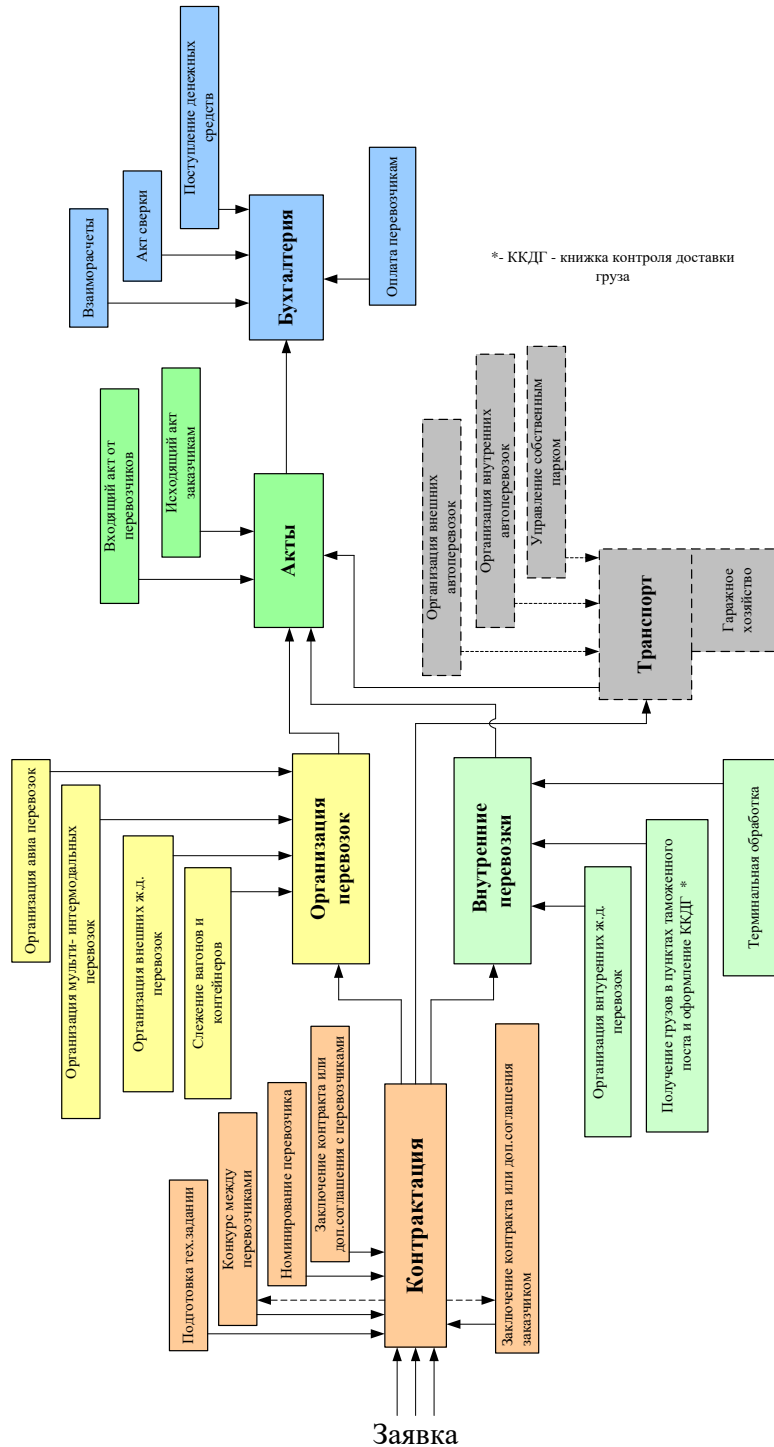 Заявка
Подготовка тех.задании
Конкурс между
перевозчиками
Номинирование перевозчика
Заключение контракта или
доп.соглашения с перевозчиками
Контрактация
Заключение контракта или доп.соглашения
заказчиком
Организация авиа перевозок
Организация мульти- интермодальных
перевозок
Организация внешних ж.д.
перевозок
Слежение вагонов и
контейнеров
Организация
перевозок
Внутренние
перевозки
Организация внтуренних ж.д.
перевозок
Получение грузов в пунктах таможенного
поста и оформление ККДГ *
Терминальная обработка
Входящий акт от
перевозчиков
Исходящий акт
заказчикам
Акты
Организация внешних
автоперевозок
Организация внутренних
автоперевозок
Управление собственным
парком
Транспорт
Гаражное
хозяйство
Взаиморасчеты
Акт сверки
Поступление денежных
средств
Бухгалтерия
Оплата перевозчикам
*- ККДГ - книжка контроля доставки
груза